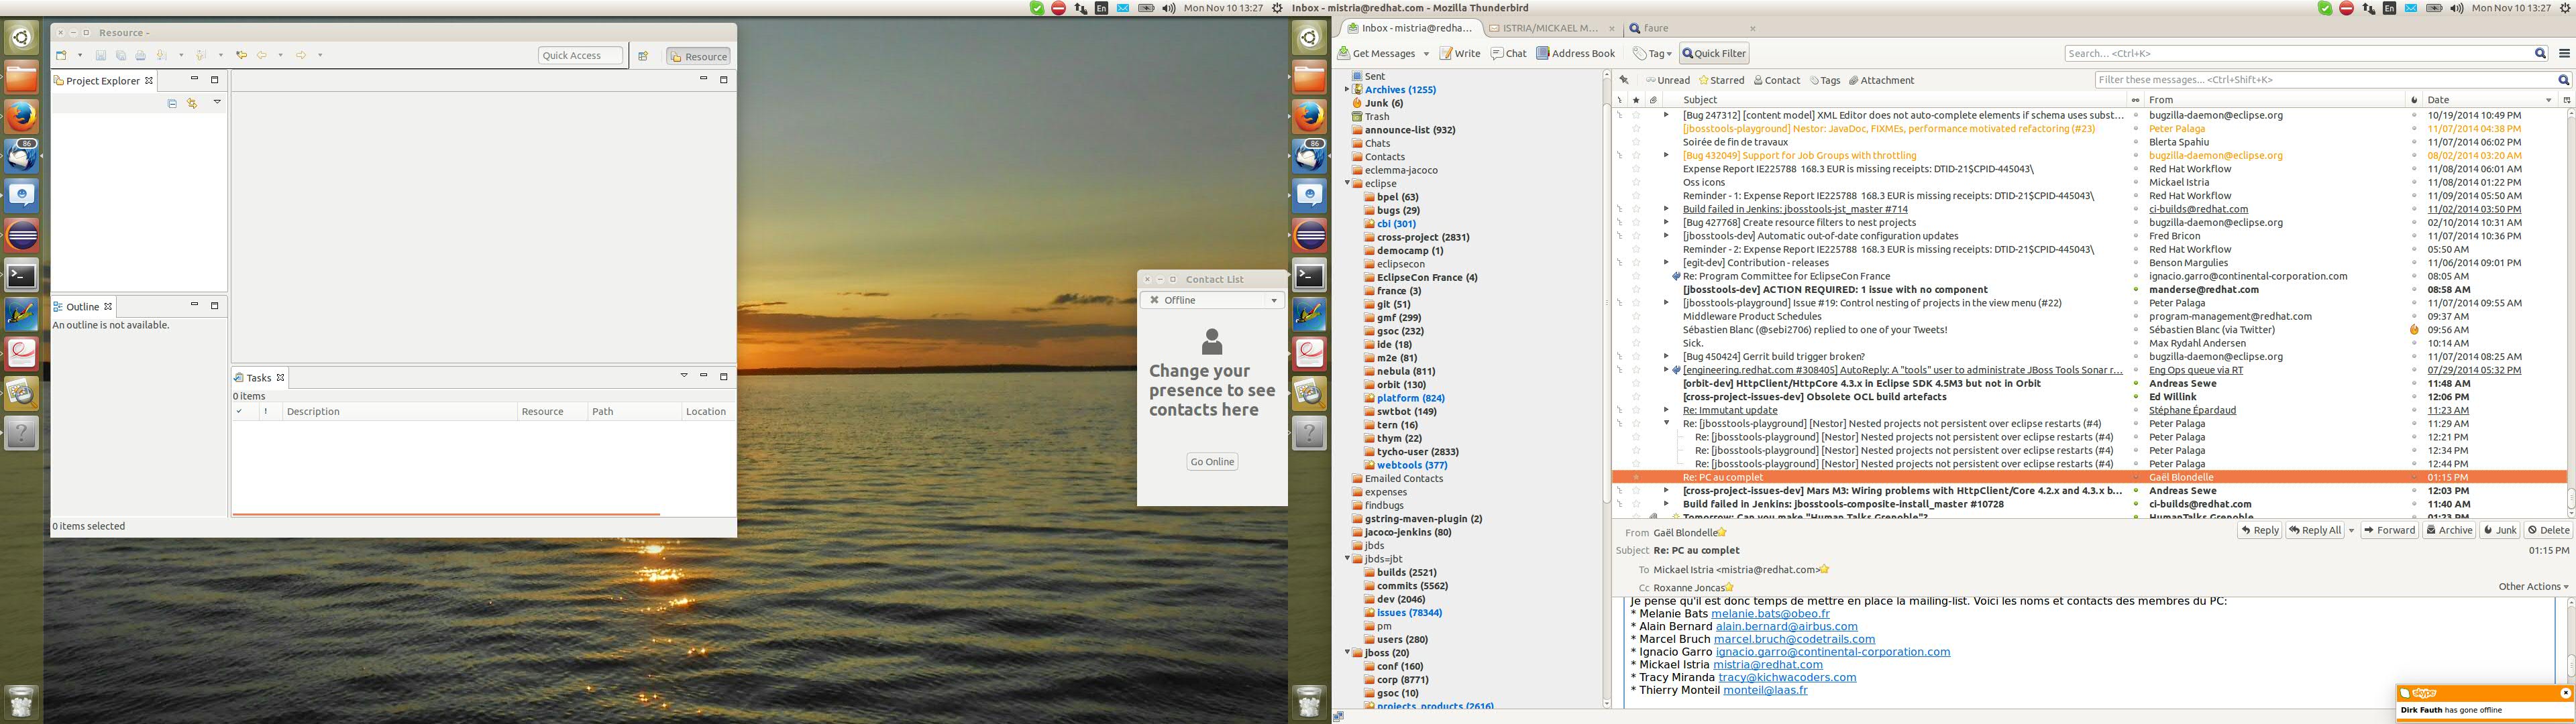 Mon Nov 10 13:27
Resource -
Quick Access
Resource
Project Explorer
Outline
An outline is not available.
Tasks
0 items
!
Description
Resource
Path
Location
0 items selected
86
Contact List
Offline
Change your
presence to see
contacts here
Go Online
En
Inbox - mistria@redhat.com - Mozilla Thunderbird
En
Mon Nov 10 13:27
Inbox - mistria@redha...
ISTRIA/MICKAEL M...
faure
Get Messages
Write
Chat
Address Book
Tag
Quick Filter
Search... <Ctrl+K>
86
Sent
Archives (1255)
Junk (6)
Trash
announce-list (932)
Chats
Contacts
eclemma-jacoco
eclipse
bpel (63)
bugs (29)
cbi (301)
cross-project (2831)
democamp (1)
eclipsecon
EclipseCon France (4)
france (3)
git (51)
gmf (299)
gsoc (232)
ide (18)
m2e (81)
nebula (811)
orbit (130)
platform (824)
swtbot (149)
tern (16)
thym (22)
tycho-user (2833)
webtools (377)
Emailed Contacts
expenses
findbugs
gstring-maven-plugin (2)
jacoco-jenkins (80)
jbds
jbds=jbt
builds (2521)
commits (5562)
dev (2046)
issues (78344)
pm
users (280)
jboss (20)
conf (160)
corp (8771)
gsoc (10)
projects_products (2616)
Unread
Starred
Contact
Tags
Attachment
Filter these messages... <Ctrl+Shift+K>
Subject From Date
[Bug 247312] [content model] XML Editor does not auto-complete elements if schema uses subst... bugzilla-daemon@eclipse.org 10/19/2014 10:49 PM
[jbosstools-playground] Nestor: JavaDoc, FIXMEs, performance motivated refactoring (#23) Peter Palaga 11/07/2014 04:38 PM
Soirée de fin de travaux Blerta Spahiu 11/07/2014 06:02 PM
[Bug 432049] Support for Job Groups with throttling bugzilla-daemon@eclipse.org 08/02/2014 03:20 AM
Expense Report IE225788 168.3 EUR is missing receipts: DTID-21$CPID-445043\ Red Hat Workflow 11/08/2014 06:01 AM
Oss icons Mickael Istria 11/08/2014 01:22 PM
Reminder - 1: Expense Report IE225788 168.3 EUR is missing receipts: DTID-21$CPID-445043\ Red Hat Workflow 11/09/2014 05:50 AM
Build failed in Jenkins: jbosstools-jst_master #714 ci-builds@redhat.com 11/02/2014 03:50 PM
[Bug 427768] Create resource filters to nest projects bugzilla-daemon@eclipse.org 02/10/2014 10:31 AM
[jbosstools-dev] Automatic out-of-date configuration updates Fred Bricon 11/07/2014 10:36 PM
Reminder - 2: Expense Report IE225788 168.3 EUR is missing receipts: DTID-21$CPID-445043\ Red Hat Workflow 05:50 AM
[egit-dev] Contribution - releases Benson Margulies 11/06/2014 09:01 PM
Re: Program Committee for EclipseCon France ignacio.garro@continental-corporation.com 08:05 AM
[jbosstools-dev] ACTION REQUIRED: 1 issue with no component manderse@redhat.com 08:58 AM
[jbosstools-playground] Issue #19: Control nesting of projects in the view menu (#22) Peter Palaga 11/07/2014 09:55 AM
Middleware Product Schedules program-management@redhat.com 09:37 AM
Sébastien Blanc (@sebi2706) replied to one of your Tweets! Sébastien Blanc (via Twitter) 09:56 AM
Sick. Max Rydahl Andersen 10:14 AM
[Bug 450424] Gerrit build trigger broken? bugzilla-daemon@eclipse.org 11/07/2014 08:25 AM
[engineering.redhat.com #308405] AutoReply: A "tools" user to administrate JBoss Tools Sonar r... Eng Ops queue via RT 07/29/2014 05:32 PM
[orbit-dev] HttpClient/HttpCore 4.3.x in Eclipse SDK 4.5M3 but not in Orbit Andreas Sewe 11:48 AM
[cross-project-issues-dev] Obsolete OCL build artefacts Ed Willink 12:06 PM
Re: Immutant update Stéphane Épardaud 11:23 AM
Re: [jbosstools-playground] [Nestor] Nested projects not persistent over eclipse restarts (#4) Peter Palaga 11:29 AM
Re: [jbosstools-playground] [Nestor] Nested projects not persistent over eclipse restarts (#4) Peter Palaga 12:21 PM
Re: [jbosstools-playground] [Nestor] Nested projects not persistent over eclipse restarts (#4) Peter Palaga 12:34 PM
Re: [jbosstools-playground] [Nestor] Nested projects not persistent over eclipse restarts (#4) Peter Palaga 12:44 PM
Re: PC au complet Gaël Blondelle 01:15 PM
[cross-project-issues-dev] Mars M3: Wiring problems with HttpClient/Core 4.2.x and 4.3.x b... Andreas Sewe 12:03 PM
Build failed in Jenkins: jbosstools-composite-install_master #10728 ci-builds@redhat.com 11:40 AM
Tomorrow: Can you make "Human Talks Grenoble"? HumanTalks Grenoble 01:23 PM
From Gaël Blondelle
Reply
Reply All
Forward
Archive
Junk
Delete
Subject Re: PC au complet 01:15 PM
To Mickael Istria <mistria@redhat.com>
Cc Roxanne Joncas
Other Actions
Je pense qu'il est donc temps de mettre en place la mailing-list. Voici les noms et contacts des membres du PC:
* Melanie Bats melanie.bats@obeo.fr
* Alain Bernard alain.bernard@airbus.com
* Marcel Bruch marcel.bruch@codetrails.com
* Ignacio Garro ignacio.garro@continental-corporation.com
* Mickael Istria mistria@redhat.com
* Tracy Miranda tracy@kichwacoders.com
* Thierry Monteil monteil@laas.fr
skype
Dirk Fauth has gone offline